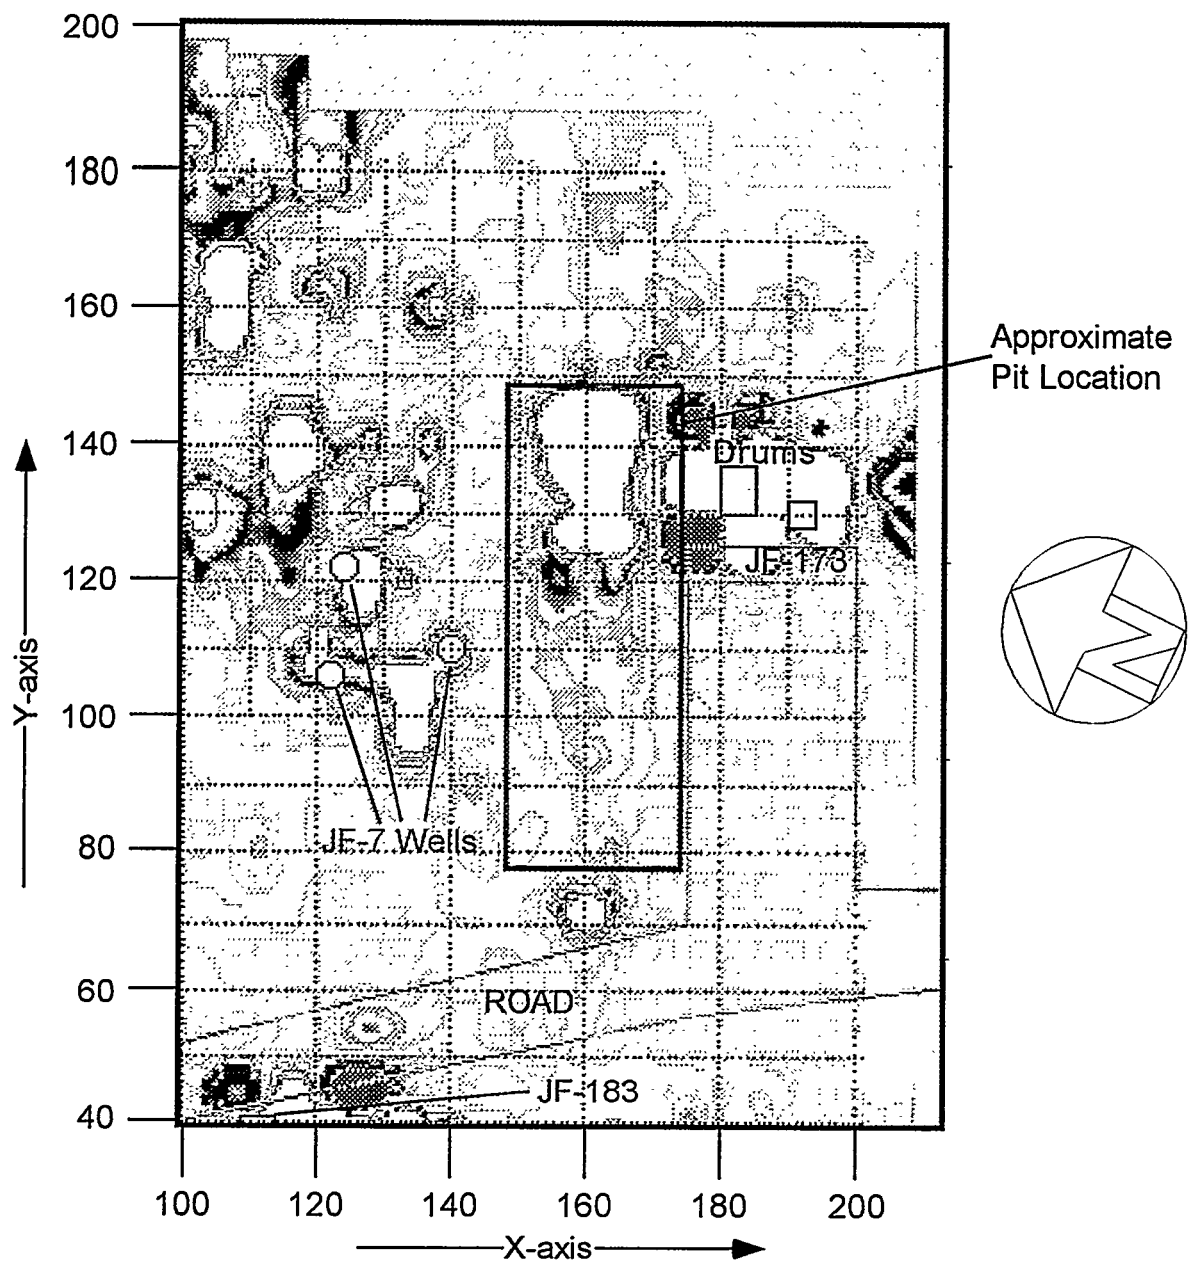 200
180
160
140
120
100
80
60
40
Y-axis
Approximate
Pit Location
Drums
JF-173
JF-7 Wells
ROAD
JF-183
N
100 120 140 160 180 200
X-axis